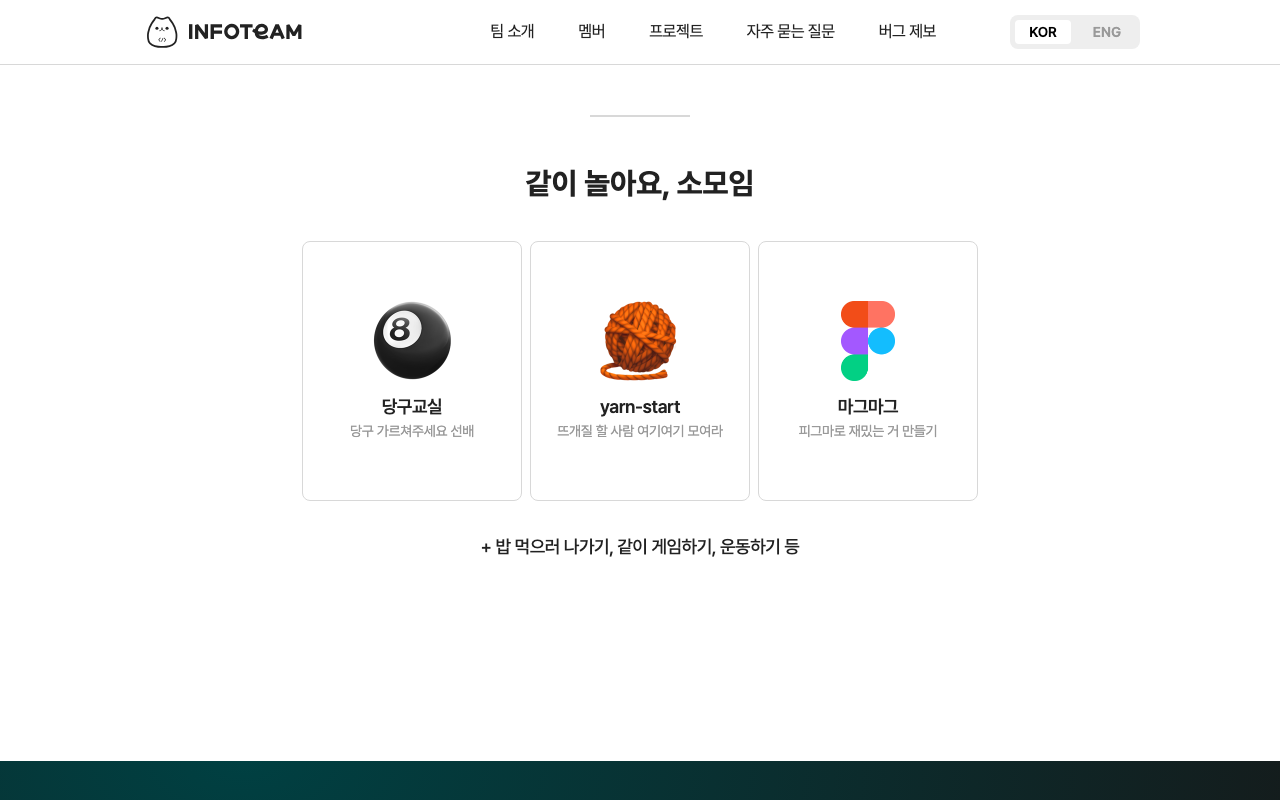 INFOTEAM
팀 소개
멤버
프로젝트
자주 묻는 질문
버그 제보
KOR
ENG
같이 놀아요, 소모임
8
당구교실
당구 가르쳐주세요 선배
yarn-start
뜨개질 할 사람 여기여기 모여라
마그마그
피그마로 재밌는 거 만들기
+ 밥 먹으러 나가기, 같이 게임하기, 운동하기 등